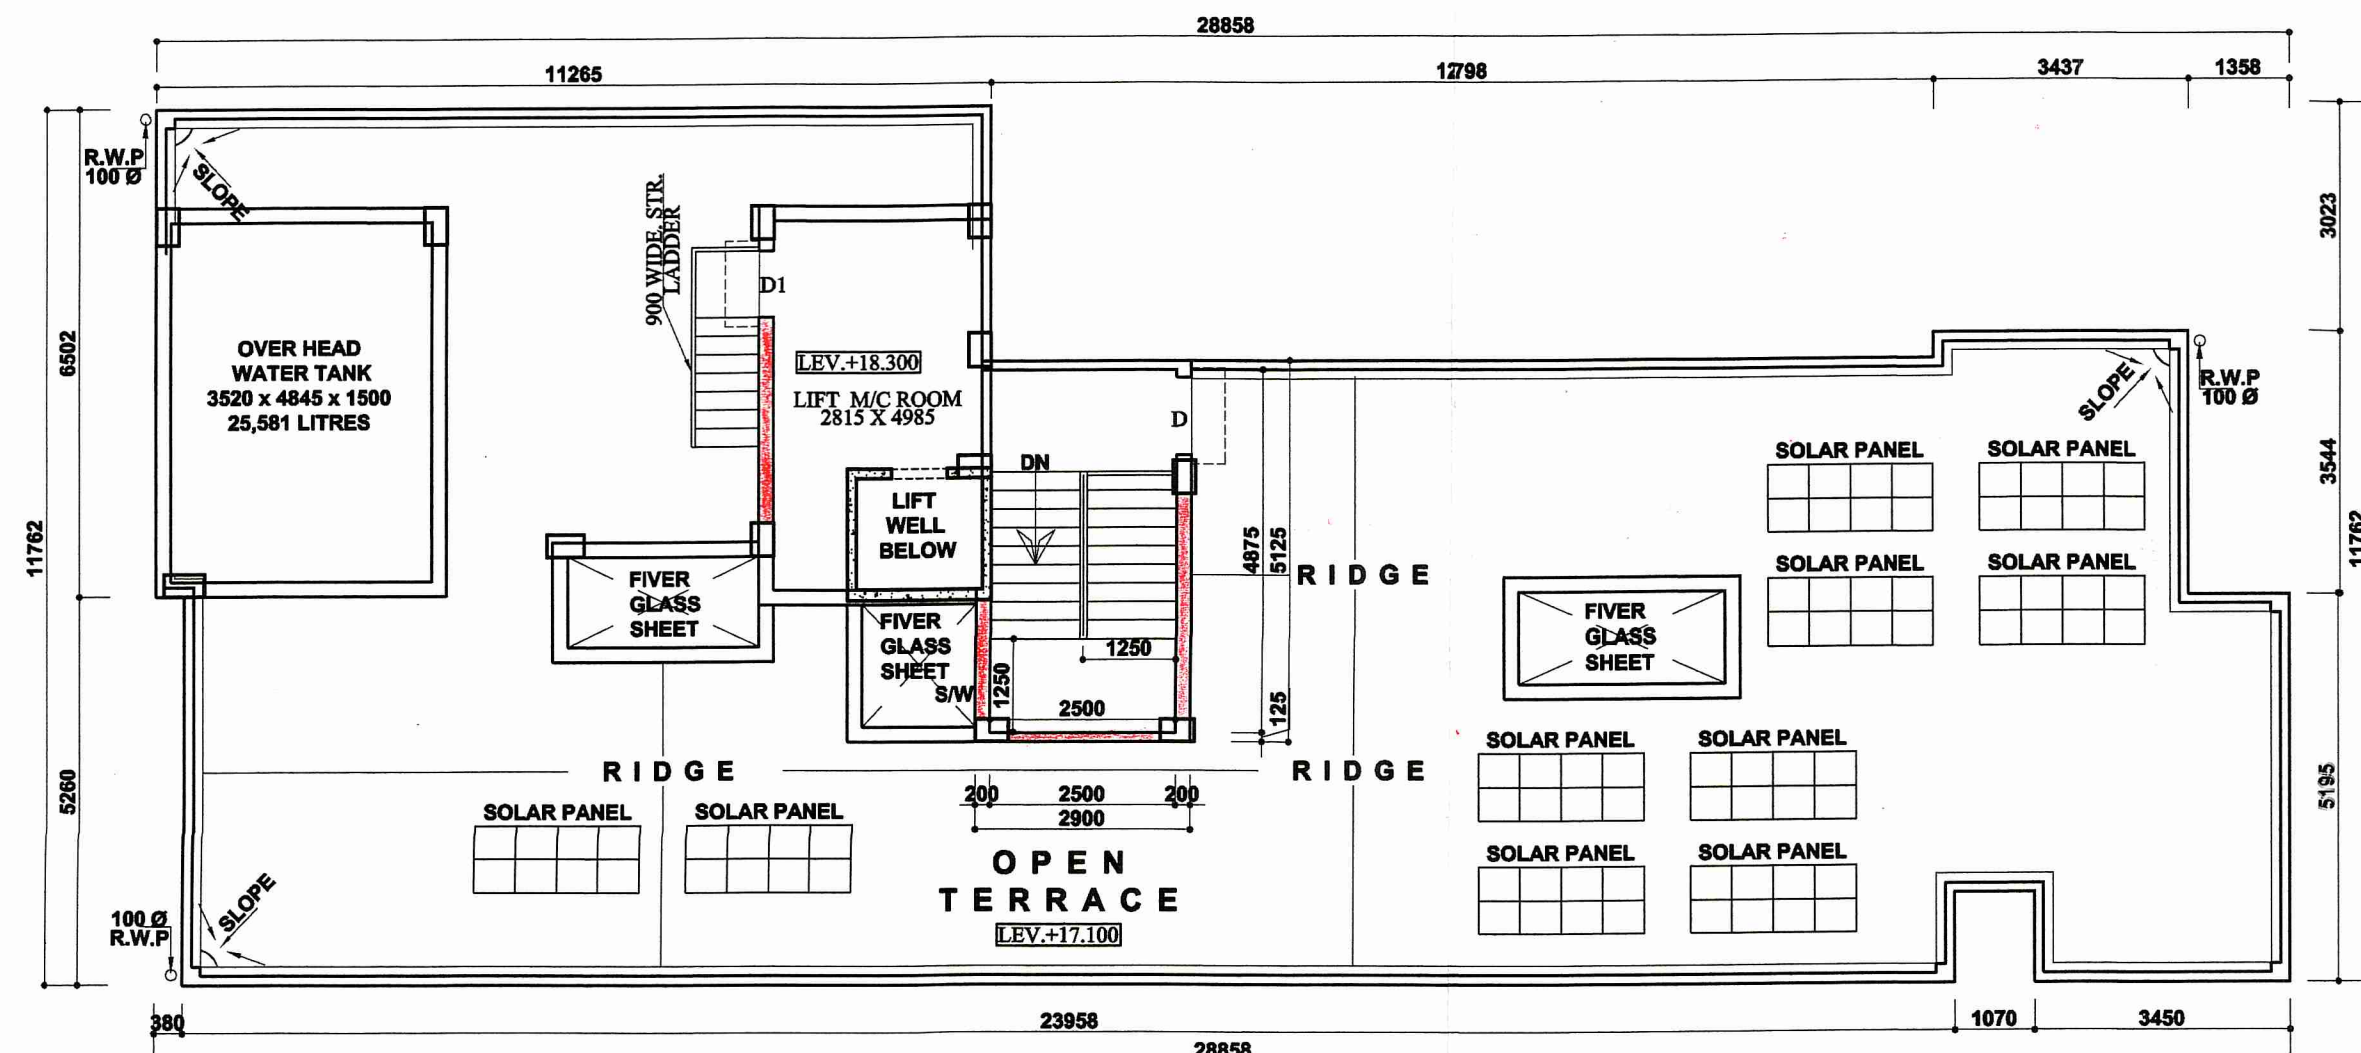 28858
11265
12798
3437
1358
R.W.P
100 Ø
SLOPE
900 WIDE, STR.
LADDER
D1
3023
6502
OVER HEAD
WATER TANK
3520 x 4845 x 1500
25,581 LITRES
LEV.+18.300
LIFT M/C ROOM
2815 X 4985
D
SLOPE
R.W.P
100 Ø
SOLAR PANEL
SOLAR PANEL
3544
DN
LIFT
WELL
BELOW
11762
4875
5125
RIDGE
11762
SOLAR PANEL
SOLAR PANEL
FIVER
GLASS
SHEET
FIVER
GLASS
SHEET
S/W
1250
1250
2500
125
FIVER
GLASS
SHEET
5260
RIDGE
RIDGE
SOLAR PANEL
SOLAR PANEL
5195
200
2500
200
2900
SOLAR PANEL
SOLAR PANEL
SOLAR PANEL
SOLAR PANEL
OPEN
TERRACE
LEV.+17.100
SLOPE
100 Ø
R.W.P
380
23958
1070
3450
28858